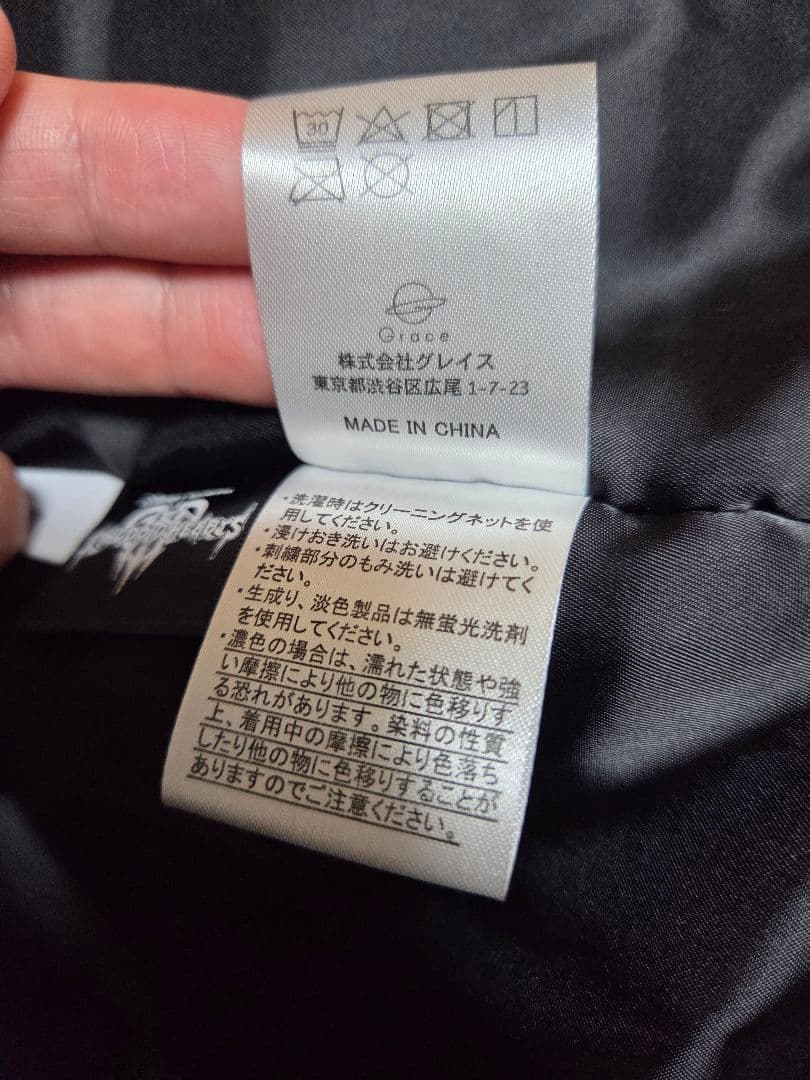 30
Grace
株式会社グレイス
東京都渋谷区広尾 1-7-23
MADE IN CHINA
・洗濯時はクリーニングネットを使
用してください。
・浸けおき洗いはお避けください。
・刺繍部分のもみ洗いは避けてく
ださい。
・生成り、淡色製品は無蛍光洗剤
を使用してください。
・濃色の場合は、濡れた状態や強
い摩擦により他の物に色移りす
る恐れがあります。染料の性質
上、着用中の摩擦により色落ち
したり他の物に色移りすることが
ありますのでご注意ください。